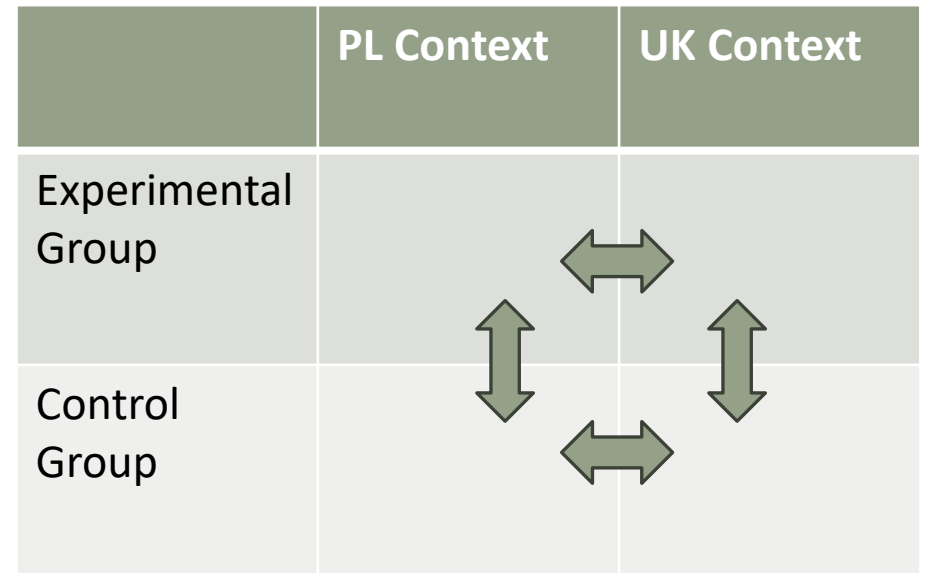 PL Context
UK Context
Experimental
Group
Control
Group